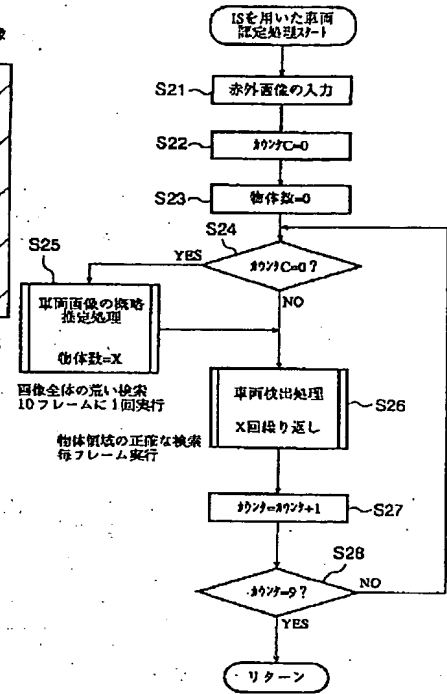 ISを用いた車両
認定処理スタート
S21
赤外画像の入力
S22
カウンタC=0
S23
物体数=0
S24
カウンタC=0?
YES
NO
S25
車両画像の概略
推定処理
物体数=X
画像全体の荒い検索
10フレームに1回実行
車両検出処理
X回繰り返し
S26
物体領域の正確な検索
毎フレーム実行
カウンタ=カウンタ+1
S27
S28
カウンタ=9?
NO
YES
リターン